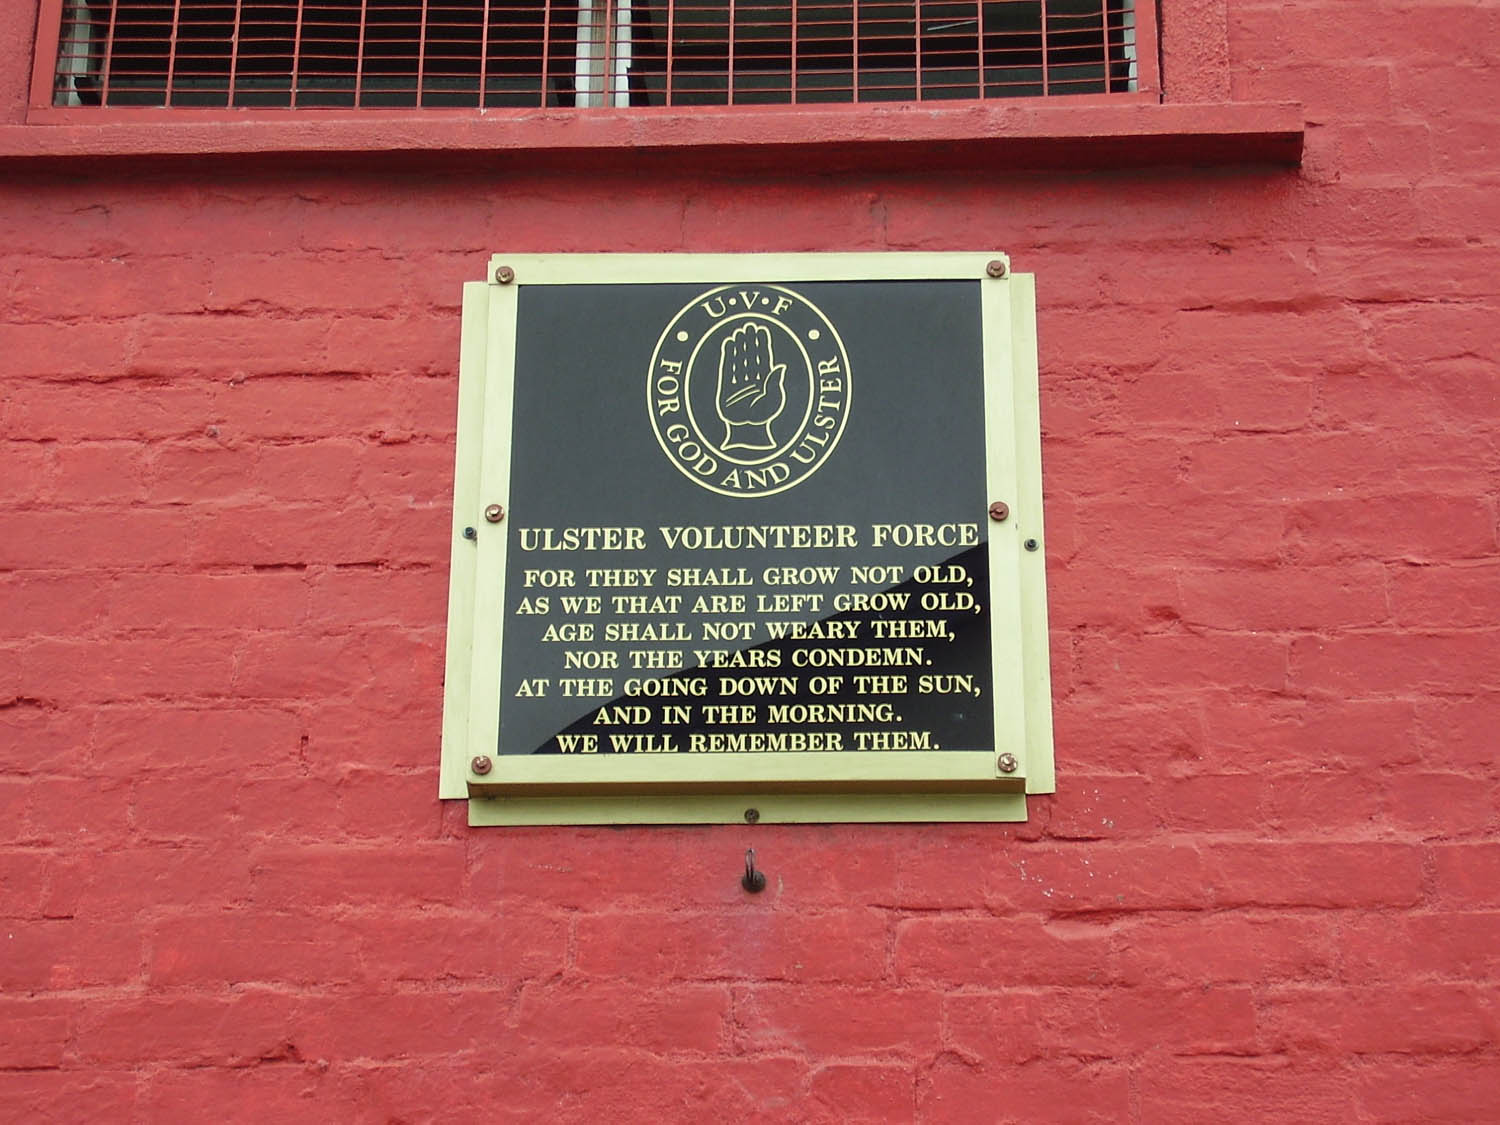 U·V·F
FOR GOD AND ULSTER
ULSTER VOLUNTEER FORCE
FOR THEY SHALL GROW NOT OLD,
AS WE THAT ARE LEFT GROW OLD,
AGE SHALL NOT WEARY THEM,
NOR THE YEARS CONDEMN.
AT THE GOING DOWN OF THE SUN,
AND IN THE MORNING.
WE WILL REMEMBER THEM.